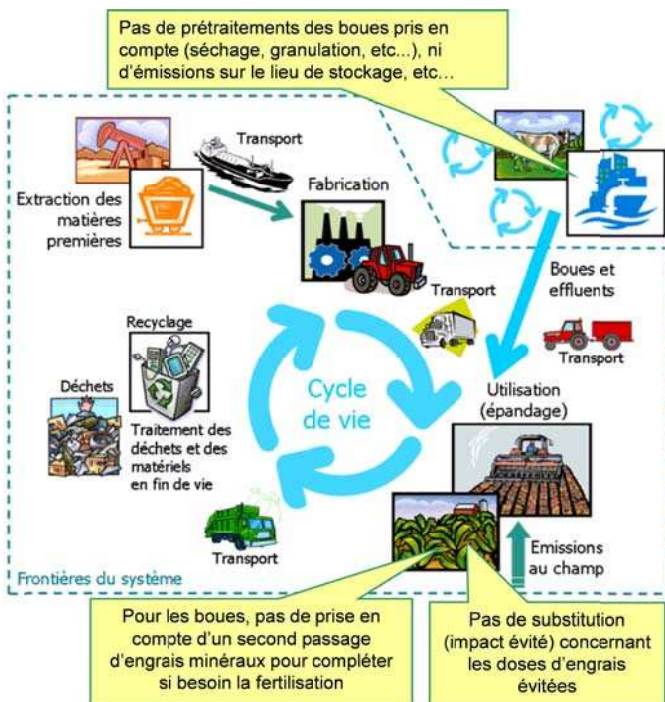 Pas de prétraitements des boues pris en
compte (séchage, granulation, etc...), ni
d'émissions sur le lieu de stockage, etc…
Transport
Extraction des
matières
premières
Fabrication
Boues et
effluents
Transport
Transport
Recyclage
Déchets
Traitement des
déchets et des
matériels
en fin de vie
Cycle
de vie
Utilisation
(épandage)
Transport
Emissions
au champ
Frontières du système
Pour les boues, pas de prise en
compte d'un second passage
d'engrais minéraux pour compléter
si besoin la fertilisation
Pas de substitution
(impact évité) concernant
les doses d'engrais
évitées